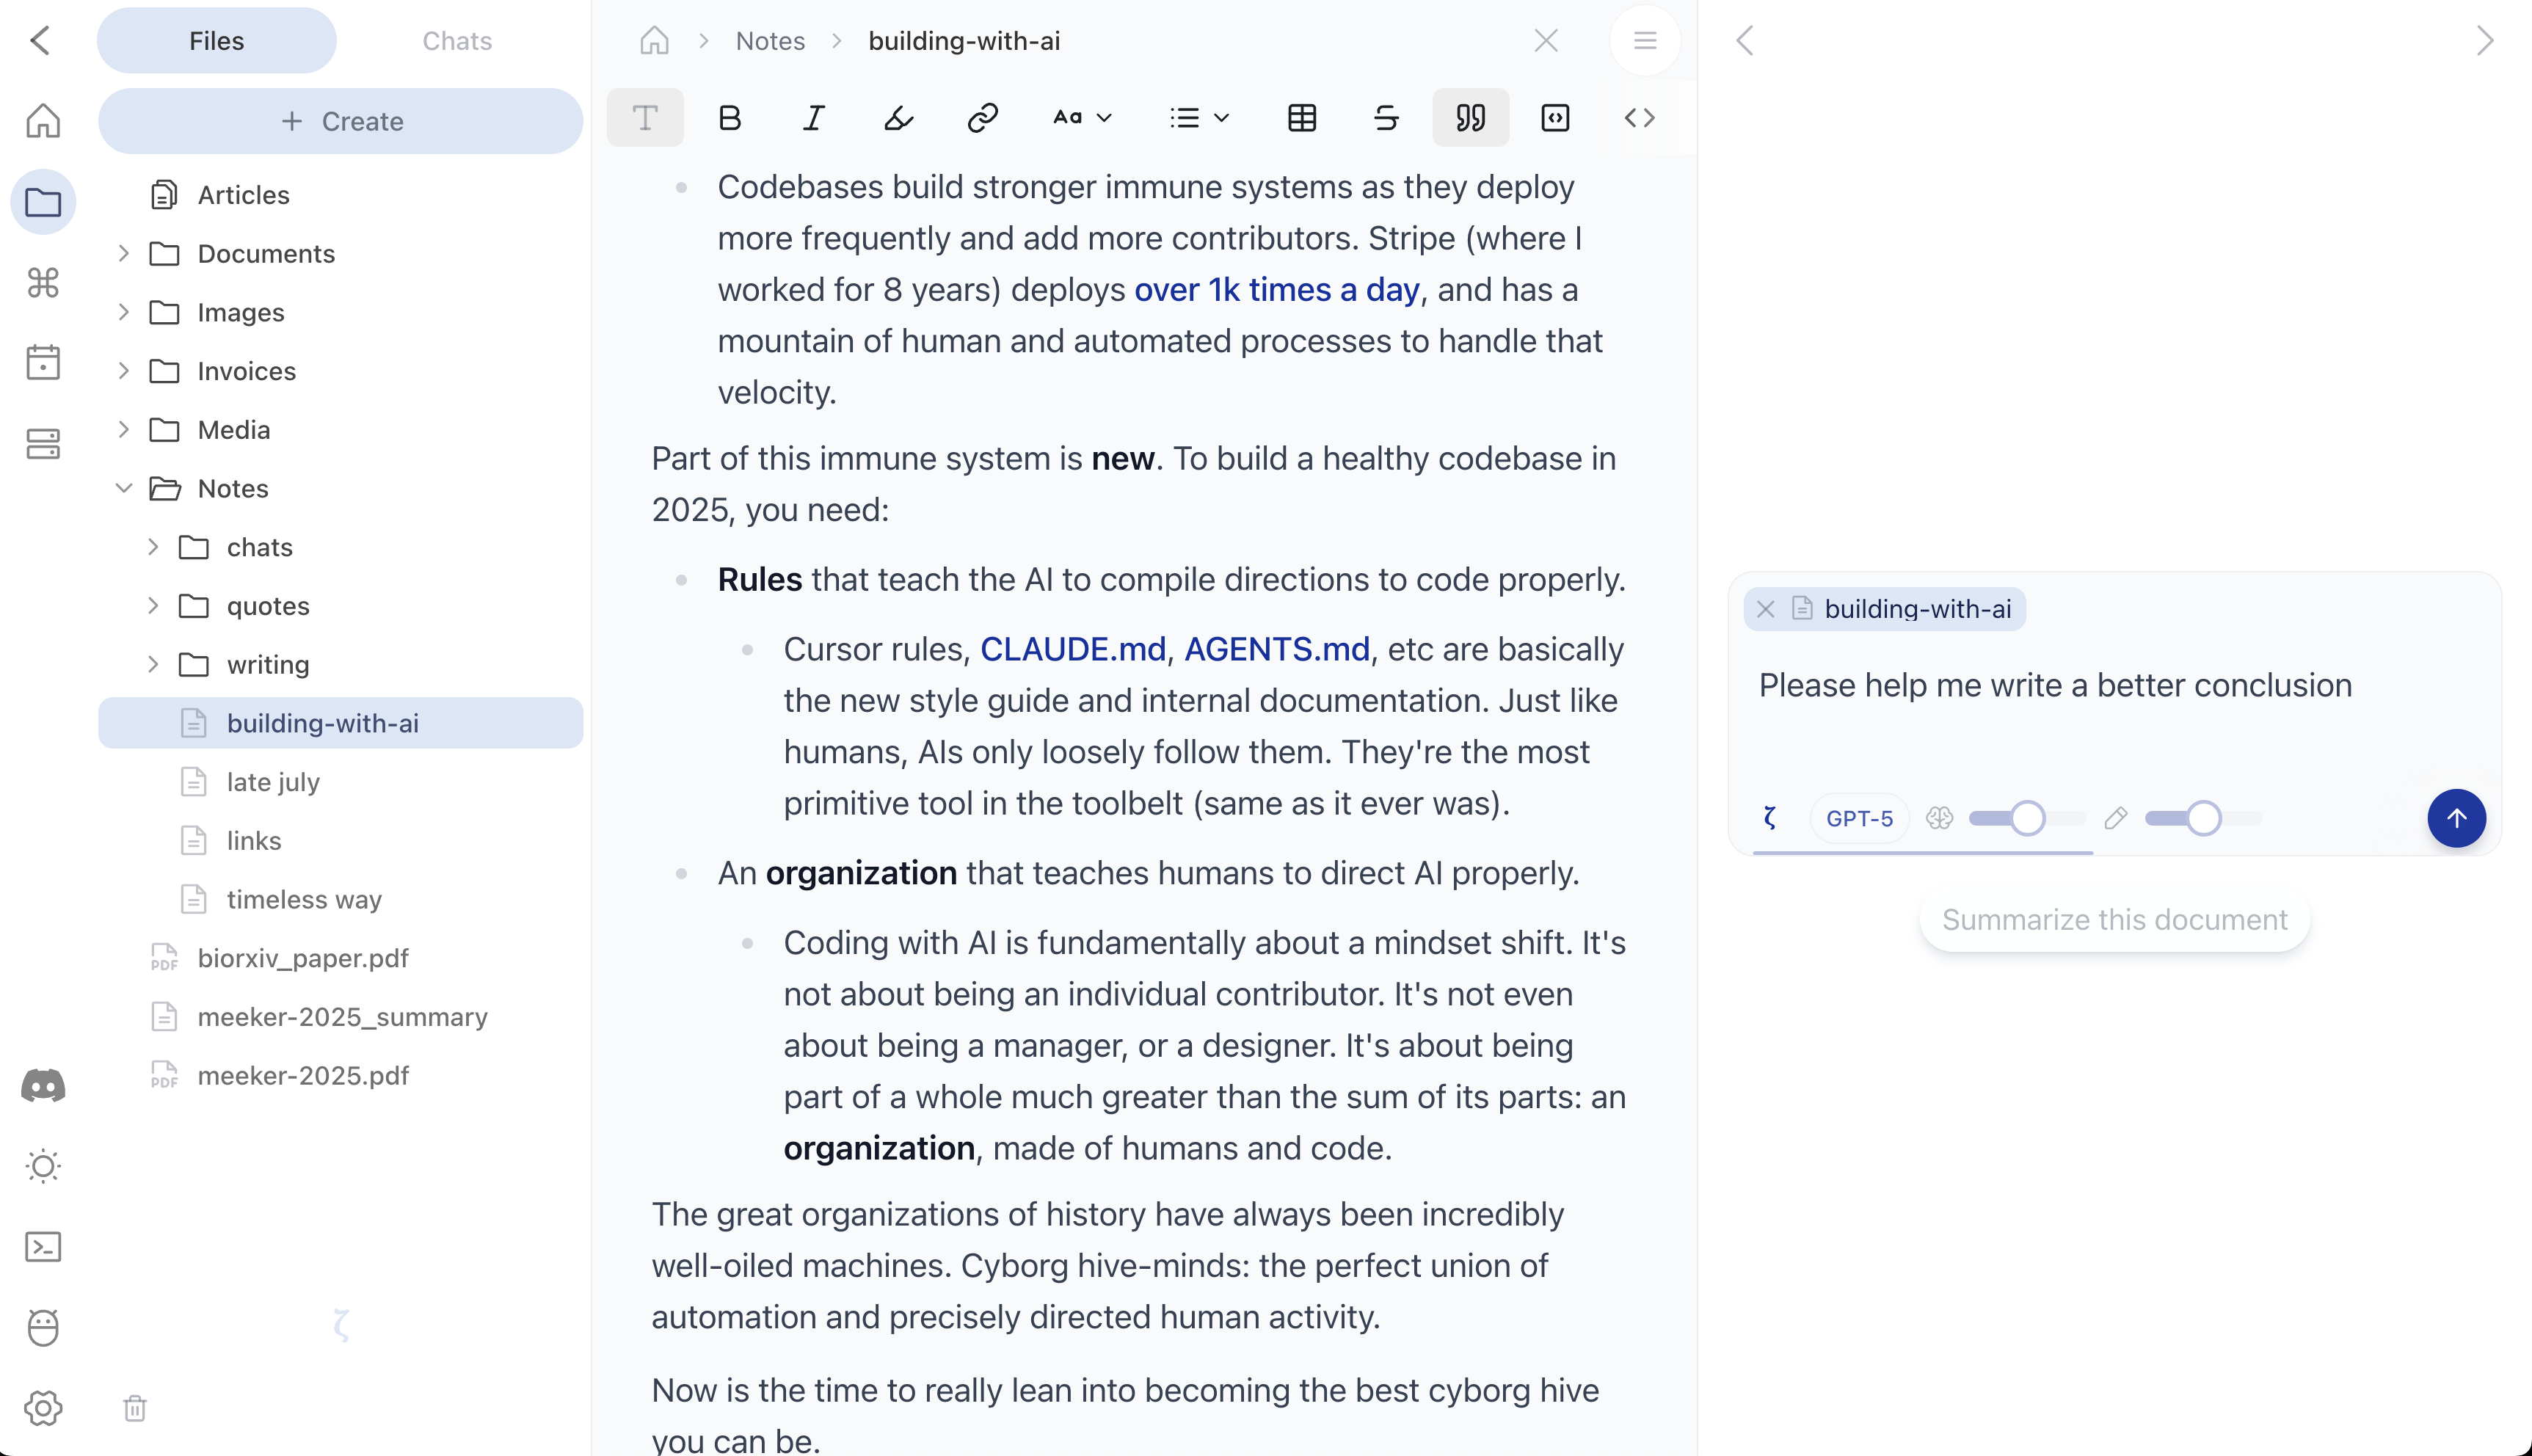 Files
Chats
Create
Articles
Documents
Images
Invoices
Media
Notes
chats
quotes
writing
building-with-ai
late july
links
timeless way
PDF
biorxiv_paper.pdf
meeker-2025_summary
PDF
meeker-2025.pdf
ζ
Notes
building-with-ai
T
B
I
Aa
S
Codebases build stronger immune systems as they deploy
more frequently and add more contributors. Stripe (where I
worked for 8 years) deploys over 1k times a day, and has a
mountain of human and automated processes to handle that
velocity.
Part of this immune system is new. To build a healthy codebase in
2025, you need:
Rules that teach the AI to compile directions to code properly.
Cursor rules, CLAUDE.md, AGENTS.md, etc are basically
the new style guide and internal documentation. Just like
humans, AIs only loosely follow them. They're the most
primitive tool in the toolbelt (same as it ever was).
An organization that teaches humans to direct AI properly.
Coding with AI is fundamentally about a mindset shift. It's
not about being an individual contributor. It's not even
about being a manager, or a designer. It's about being
part of a whole much greater than the sum of its parts: an
organization, made of humans and code.
The great organizations of history have always been incredibly
well-oiled machines. Cyborg hive-minds: the perfect union of
automation and precisely directed human activity.
Now is the time to really lean into becoming the best cyborg hive
you can be.
building-with-ai
Please help me write a better conclusion
ζ
GPT-5
Summarize this document